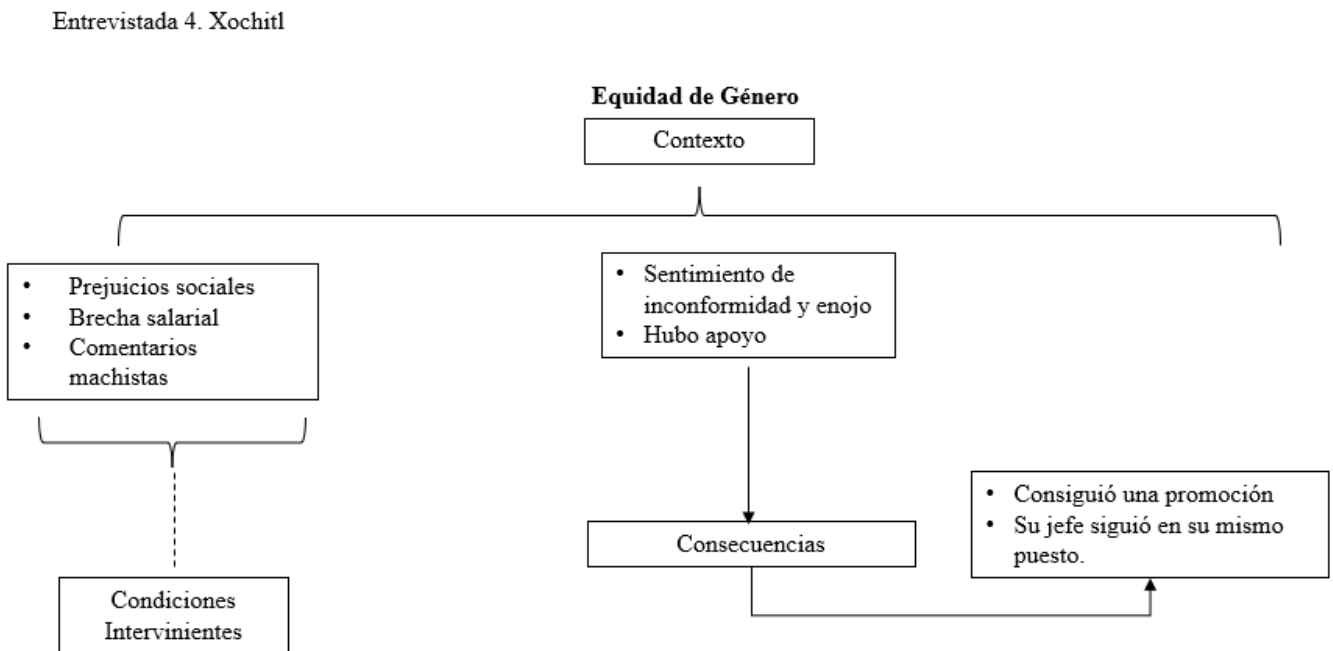 Entrevistada 4. Xochitl
Equidad de Género
Contexto
• Prejuicios sociales
• Brecha salarial
• Comentarios
machistas
• Sentimiento de
inconformidad y enojo
• Hubo apoyo
Condiciones
Intervinientes
Consecuencias
• Consiguió una promoción
• Su jefe siguió en su mismo
puesto.